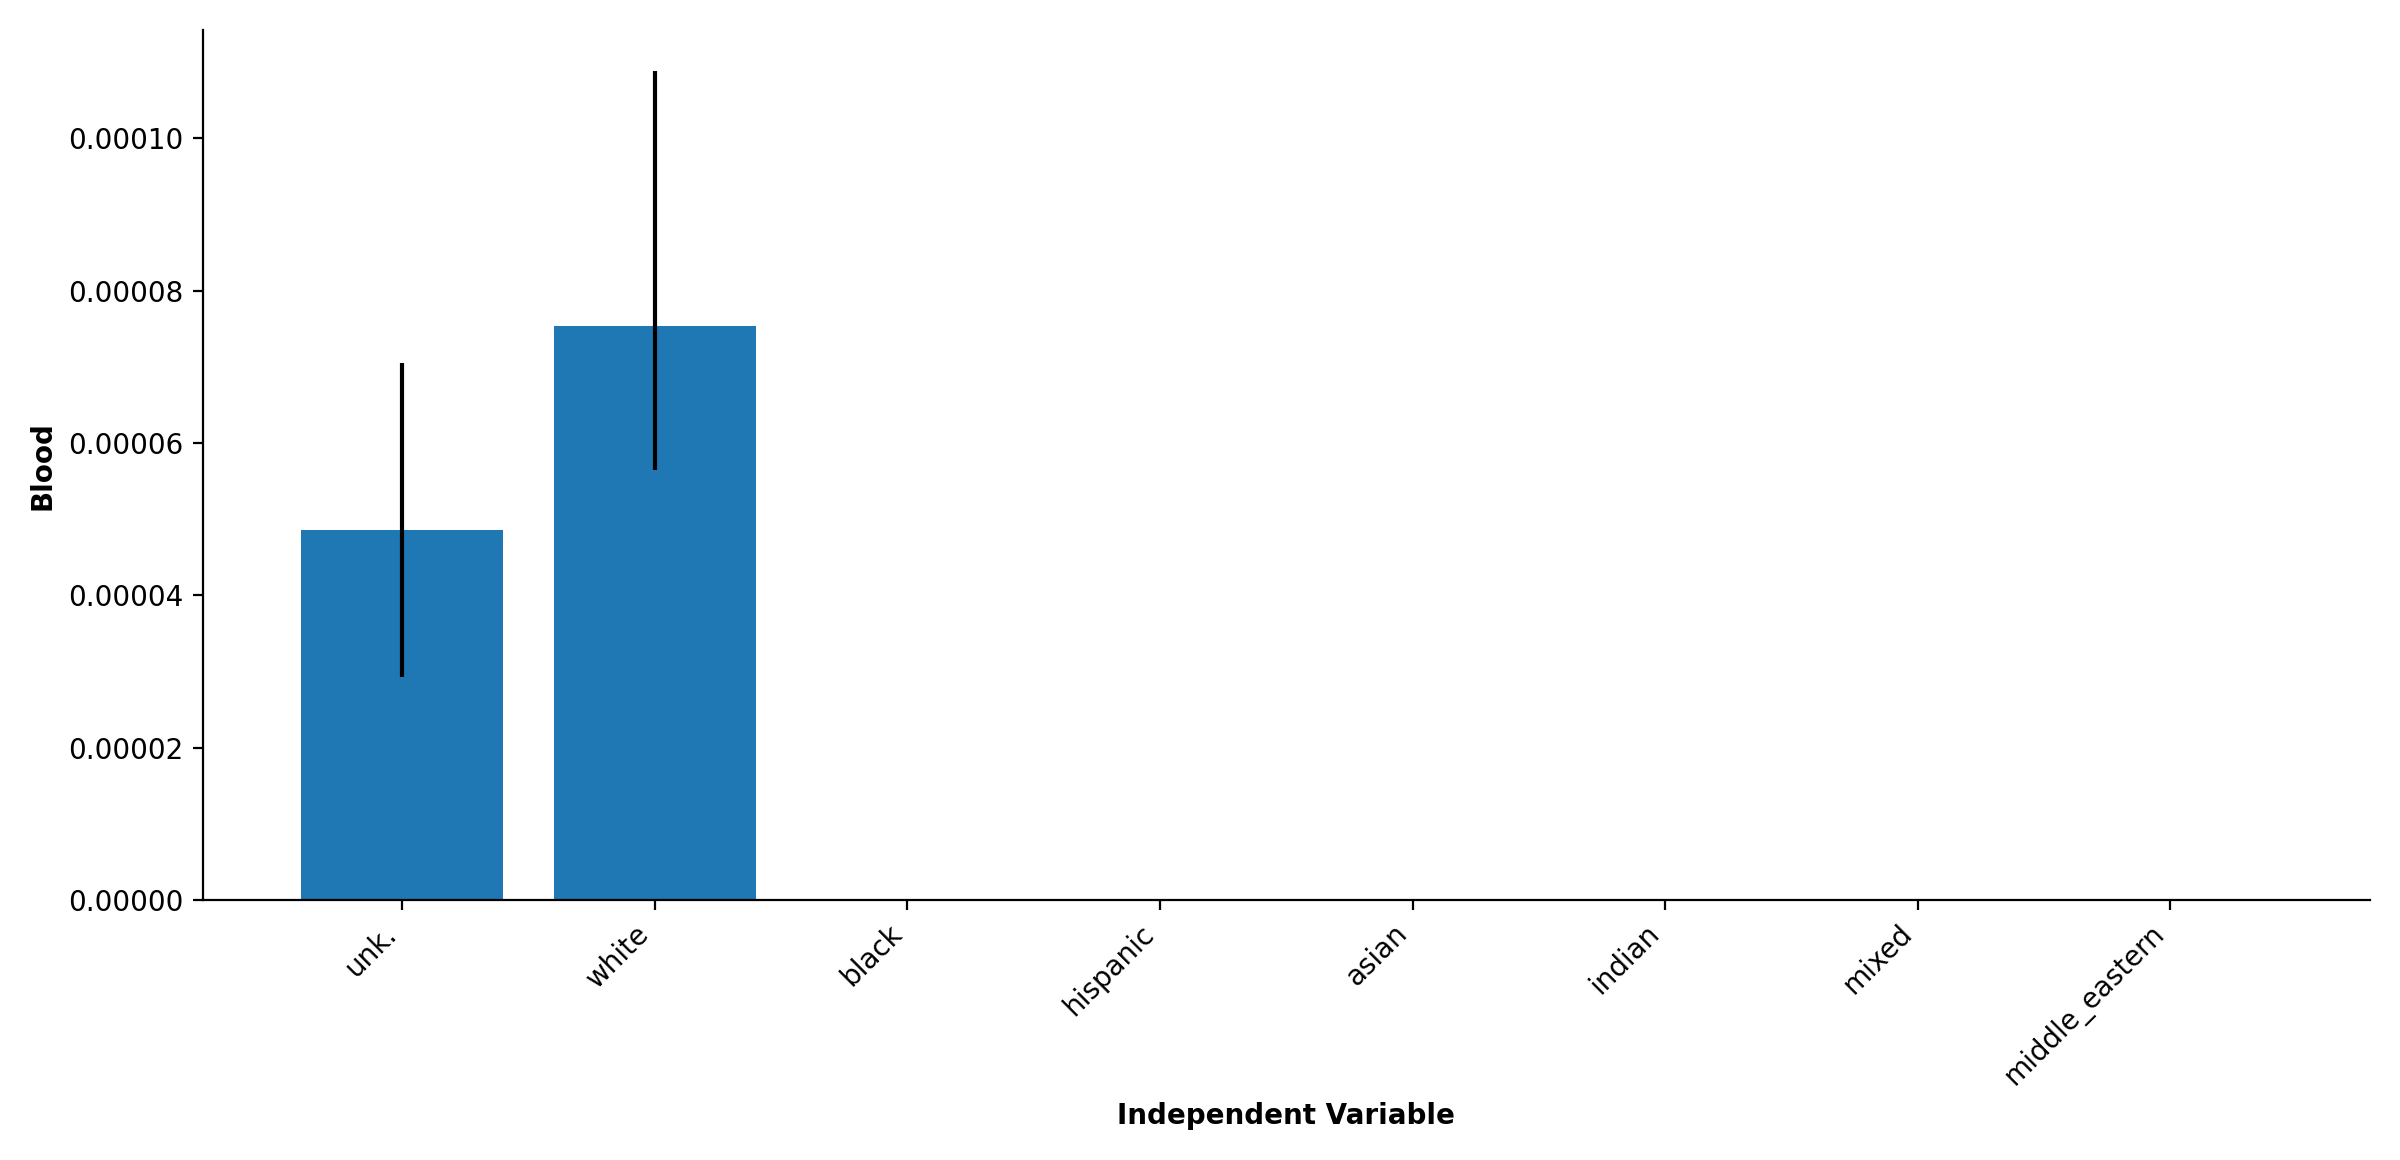 Blood
0.00010
0.00008
0.00006
0.00004
0.00002
0.00000
unk.
white
black
hispanic
asian
indian
mixed
middle_eastern
Independent Variable